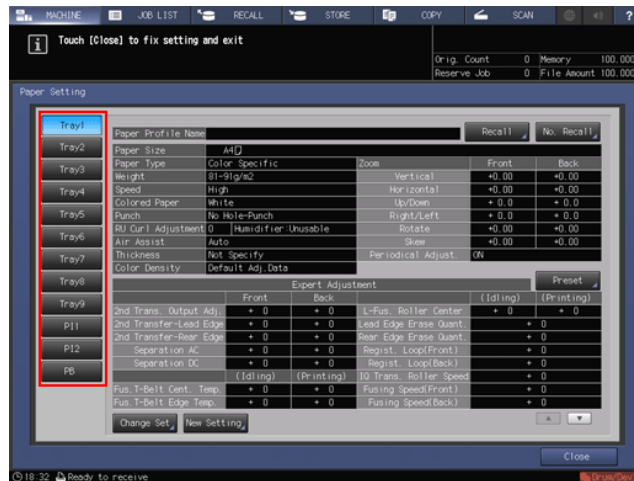 MACHINE JOB LIST RECALL STORE COPY SCAN ?
Touch [Close] to fix setting and exit
Orig. Count 0 Memory 100.000
Reserve Job 0 File Amount 100.000
Paper Setting
Tray1
Tray2
Tray3
Tray4
Tray5
Tray6
Tray7
Tray8
Tray9
PI1
PI2
PB
Paper Profile Name Recall No. Recall
Paper Size A4
Paper Type Color Specific Zoom Front Back
Weight 81-91g/m2 Vertical +0.00 +0.00
Speed High Horizontal +0.00 +0.00
Colored Paper White Up/Down + 0.0 + 0.0
Punch No Hole-Punch Right/Left + 0.0 + 0.0
RU Curl Adjustment 0 Humidifier:Unusable Rotate +0.00 +0.00
Air Assist Auto Skew +0.00 +0.00
Thickness Not Specify Periodical Adjust. ON
Color Density Default Adj.Data
Expert Adjustment Preset
Front Back (Idling) (Printing)
2nd Trans. Output Adj. + 0 + 0 L-Fus. Roller Center + 0 + 0
2nd Transfer-Lead Edge + 0 + 0 Lead Edge Erase Quant. + 0
2nd Transfer-Rear Edge + 0 + 0 Rear Edge Erase Quant. + 0
Separation AC + 0 + 0 Regist. Loop(Front) + 0
Separation DC + 0 + 0 Regist. Loop(Back) + 0
(Idling) (Printing) IQ Trans. Roller Speed + 0
Fus.T-Belt Cent. Temp. + 0 + 0 Fusing Speed(Front) + 0
Fus.T-Belt Edge Temp. + 0 + 0 Fusing Speed(Back) + 0
Change Set New Setting
Close
18:32 Ready to receive Drum/Dev